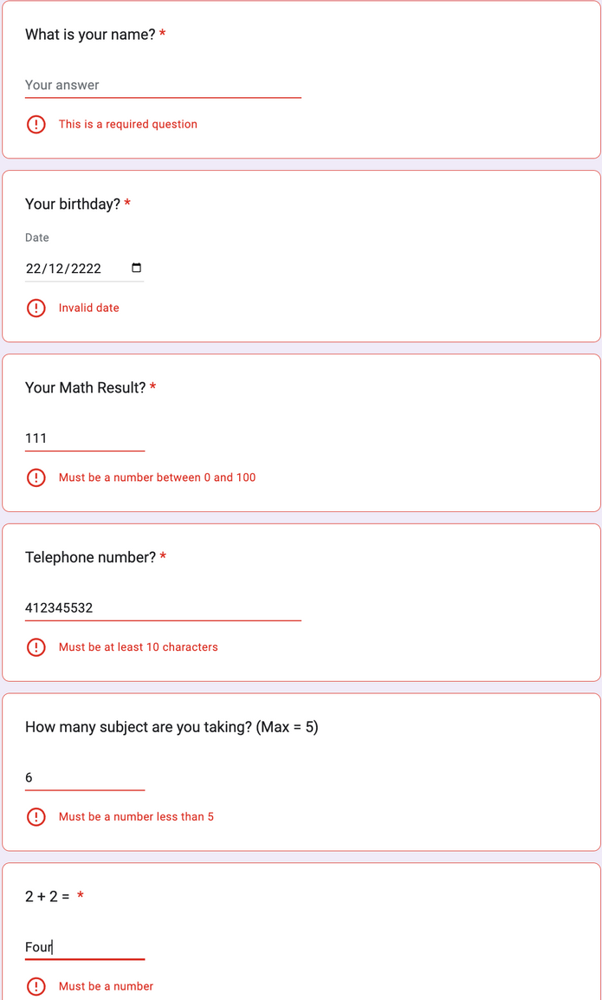 What is your name? *
Your answer
This is a required question
Your birthday? *
Date
22/12/2222
Invalid date
Your Math Result? *
111
Must be a number between 0 and 100
Telephone number? *
412345532
Must be at least 10 characters
How many subject are you taking? (Max = 5)
6
Must be a number less than 5
2 + 2 = *
Four
Must be a number